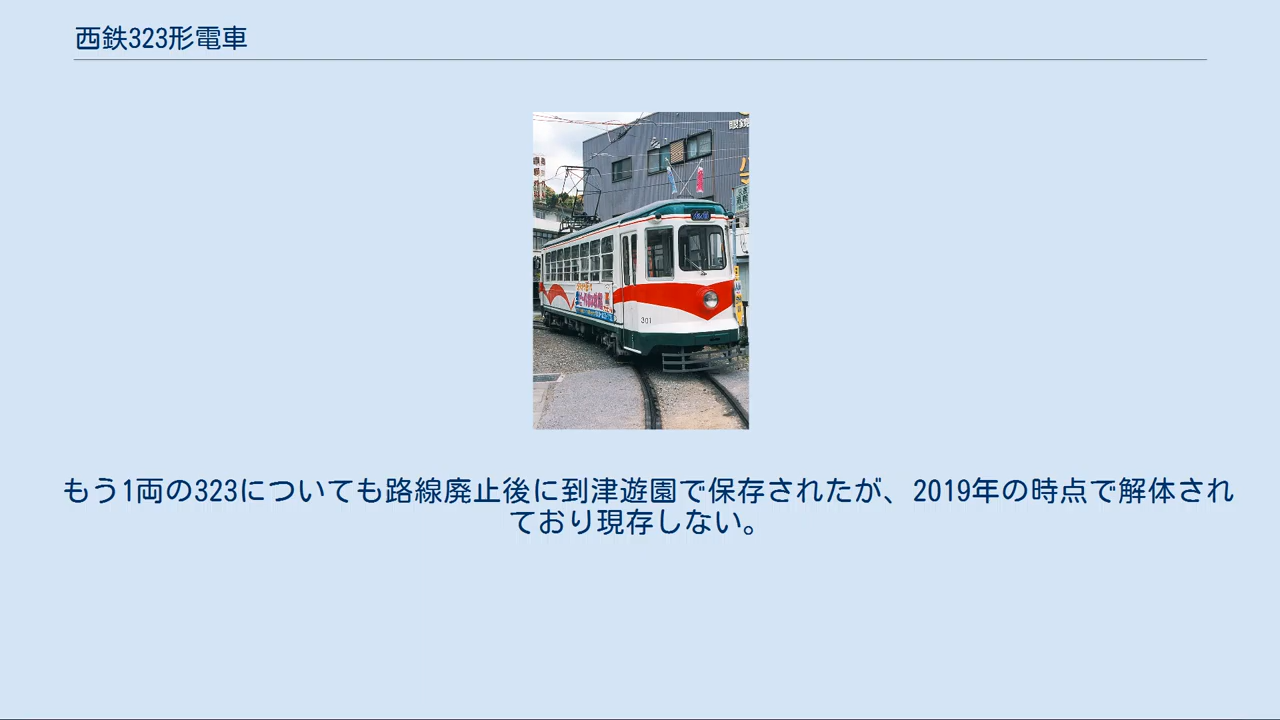 西鉄323形電車
眼鏡
301
もう1両の323についても路線廃止後に到津遊園で保存されたが、2019年の時点で解体され
ており現存しない。